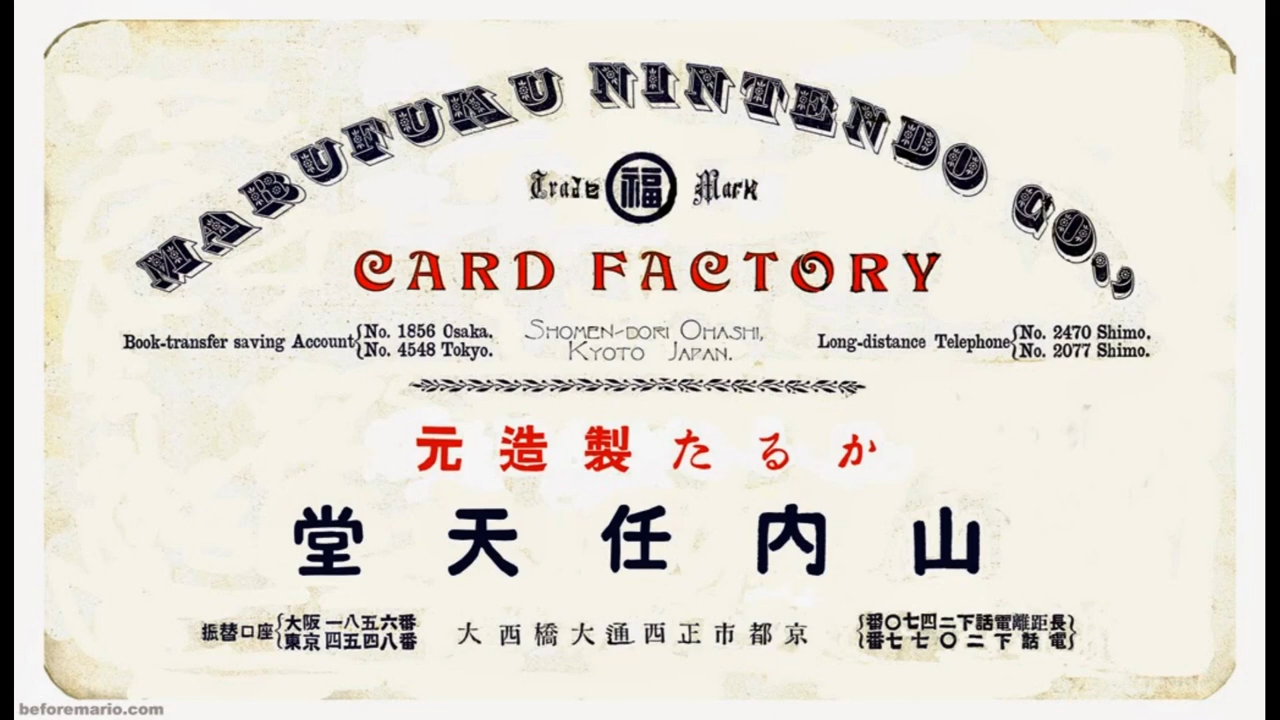 MARUFUKU NINTENDO CO.,
Trade 福 Mark
CARD FACTORY
Book-transfer saving Account { No. 1856 Osaka.
No. 4548 Tokyo.
SHOMEN-DORI OHASHI,
KYOTO JAPAN.
Long-distance Telephone { No. 2470 Shimo.
No. 2077 Shimo.
かるた製造元
山内任天堂
長距離電話下二四七〇番
電話下二〇七七番
京都市正西通大橋西大
振替口座 { 大阪一八五六番
東京四五四八番
beforemario.com